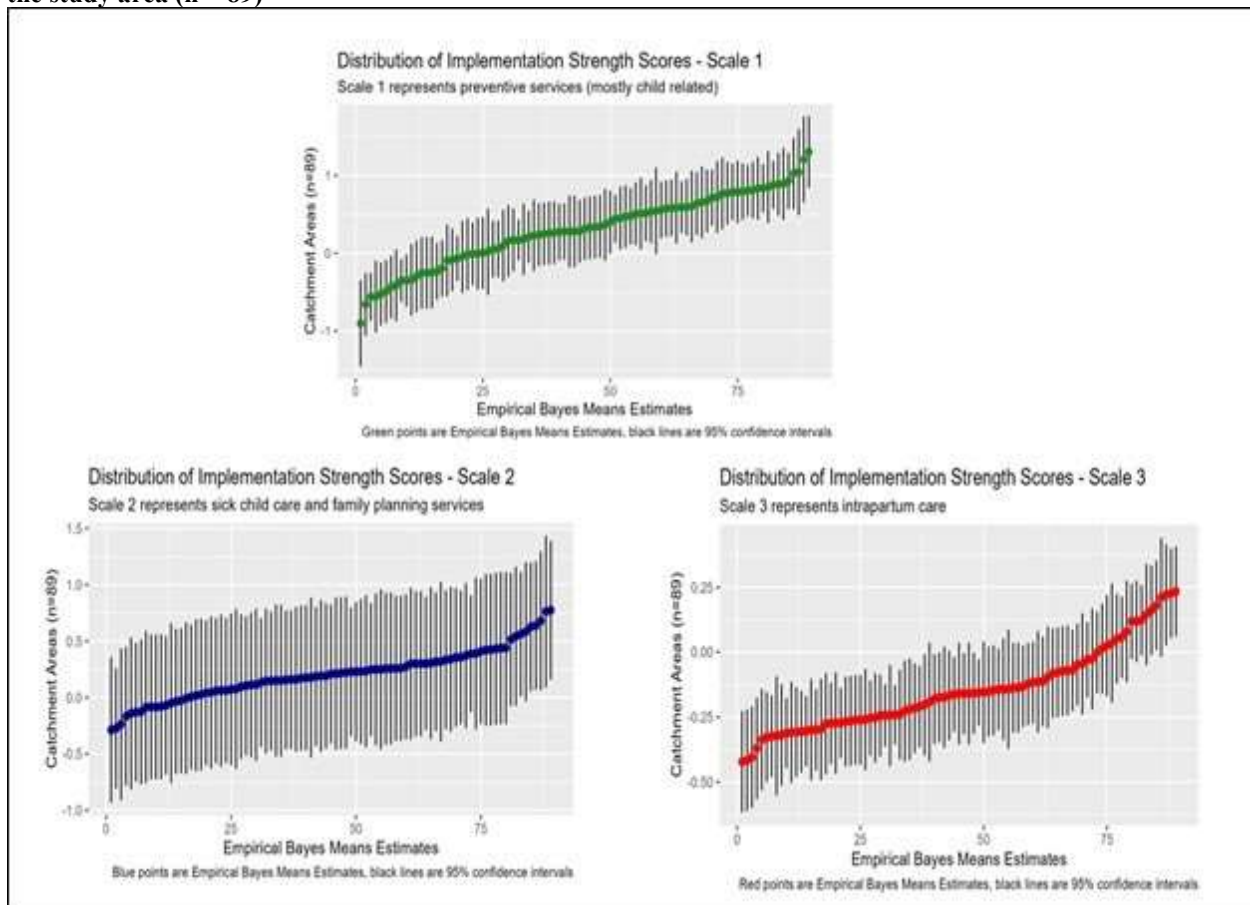 the study area (n = 89)
Distribution of Implementation Strength Scores - Scale 1
Scale 1 represents preventive services (mostly child related)
Catchment Areas (n=89)
1
0
-1
0
25
50
75
Empirical Bayes Means Estimates
Green points are Empirical Bayes Means Estimates, black lines are 95% confidence intervals
Distribution of Implementation Strength Scores - Scale 2
Scale 2 represents sick child care and family planning services
Catchment Areas (n=89)
1.5
1.0
0.5
0.0
-0.5
-1.0
0
25
50
75
Empirical Bayes Means Estimates
Blue points are Empirical Bayes Means Estimates, black lines are 95% confidence intervals
Distribution of Implementation Strength Scores - Scale 3
Scale 3 represents intrapartum care
Catchment Areas (n=89)
0.25
0.00
-0.25
-0.50
0
25
50
75
Empirical Bayes Means Estimates
Red points are Empirical Bayes Means Estimates, black lines are 95% confidence intervals